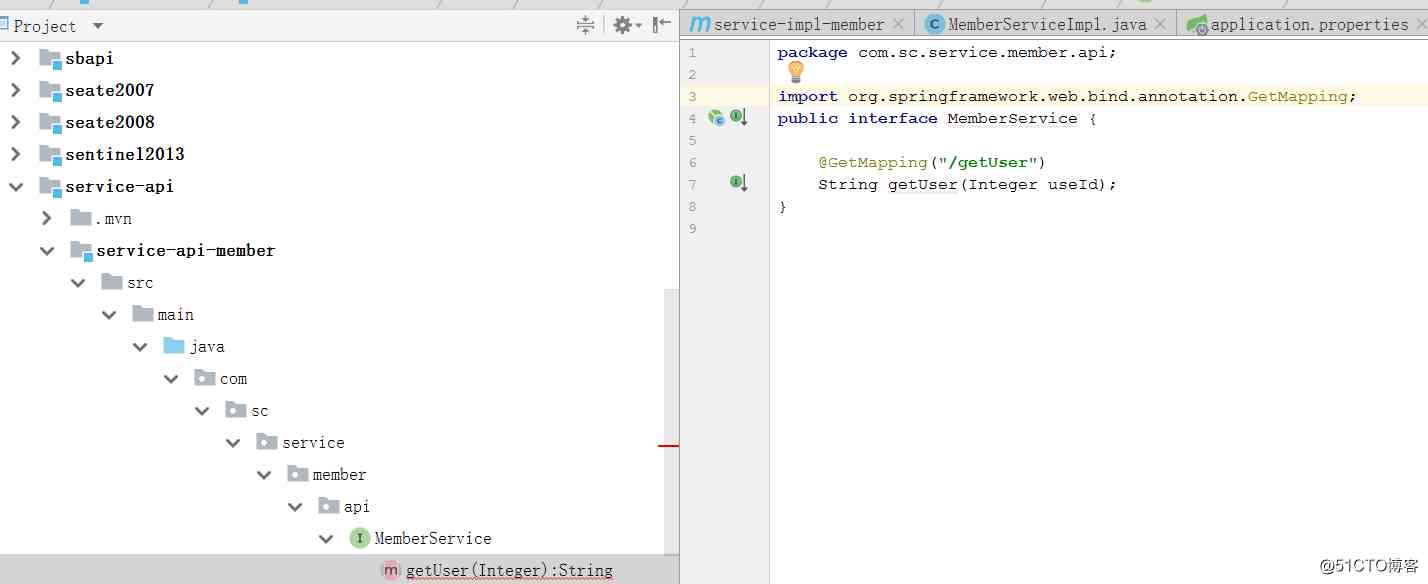 Project
sbapi
seate2007
seate2008
sentinel2013
service-api
.mvn
service-api-member
src
main
java
com
sc
service
member
api
I MemberService
m getUser(Integer):String
m service-impl-member
C MemberServiceImpl.java
application.properties
1 package com.sc.service.member.api;
2
3 import org.springframework.web.bind.annotation.GetMapping;
4 public interface MemberService {
5
6 @GetMapping("/getUser")
7 String getUser(Integer useId);
8 }
9
@51CTO博客